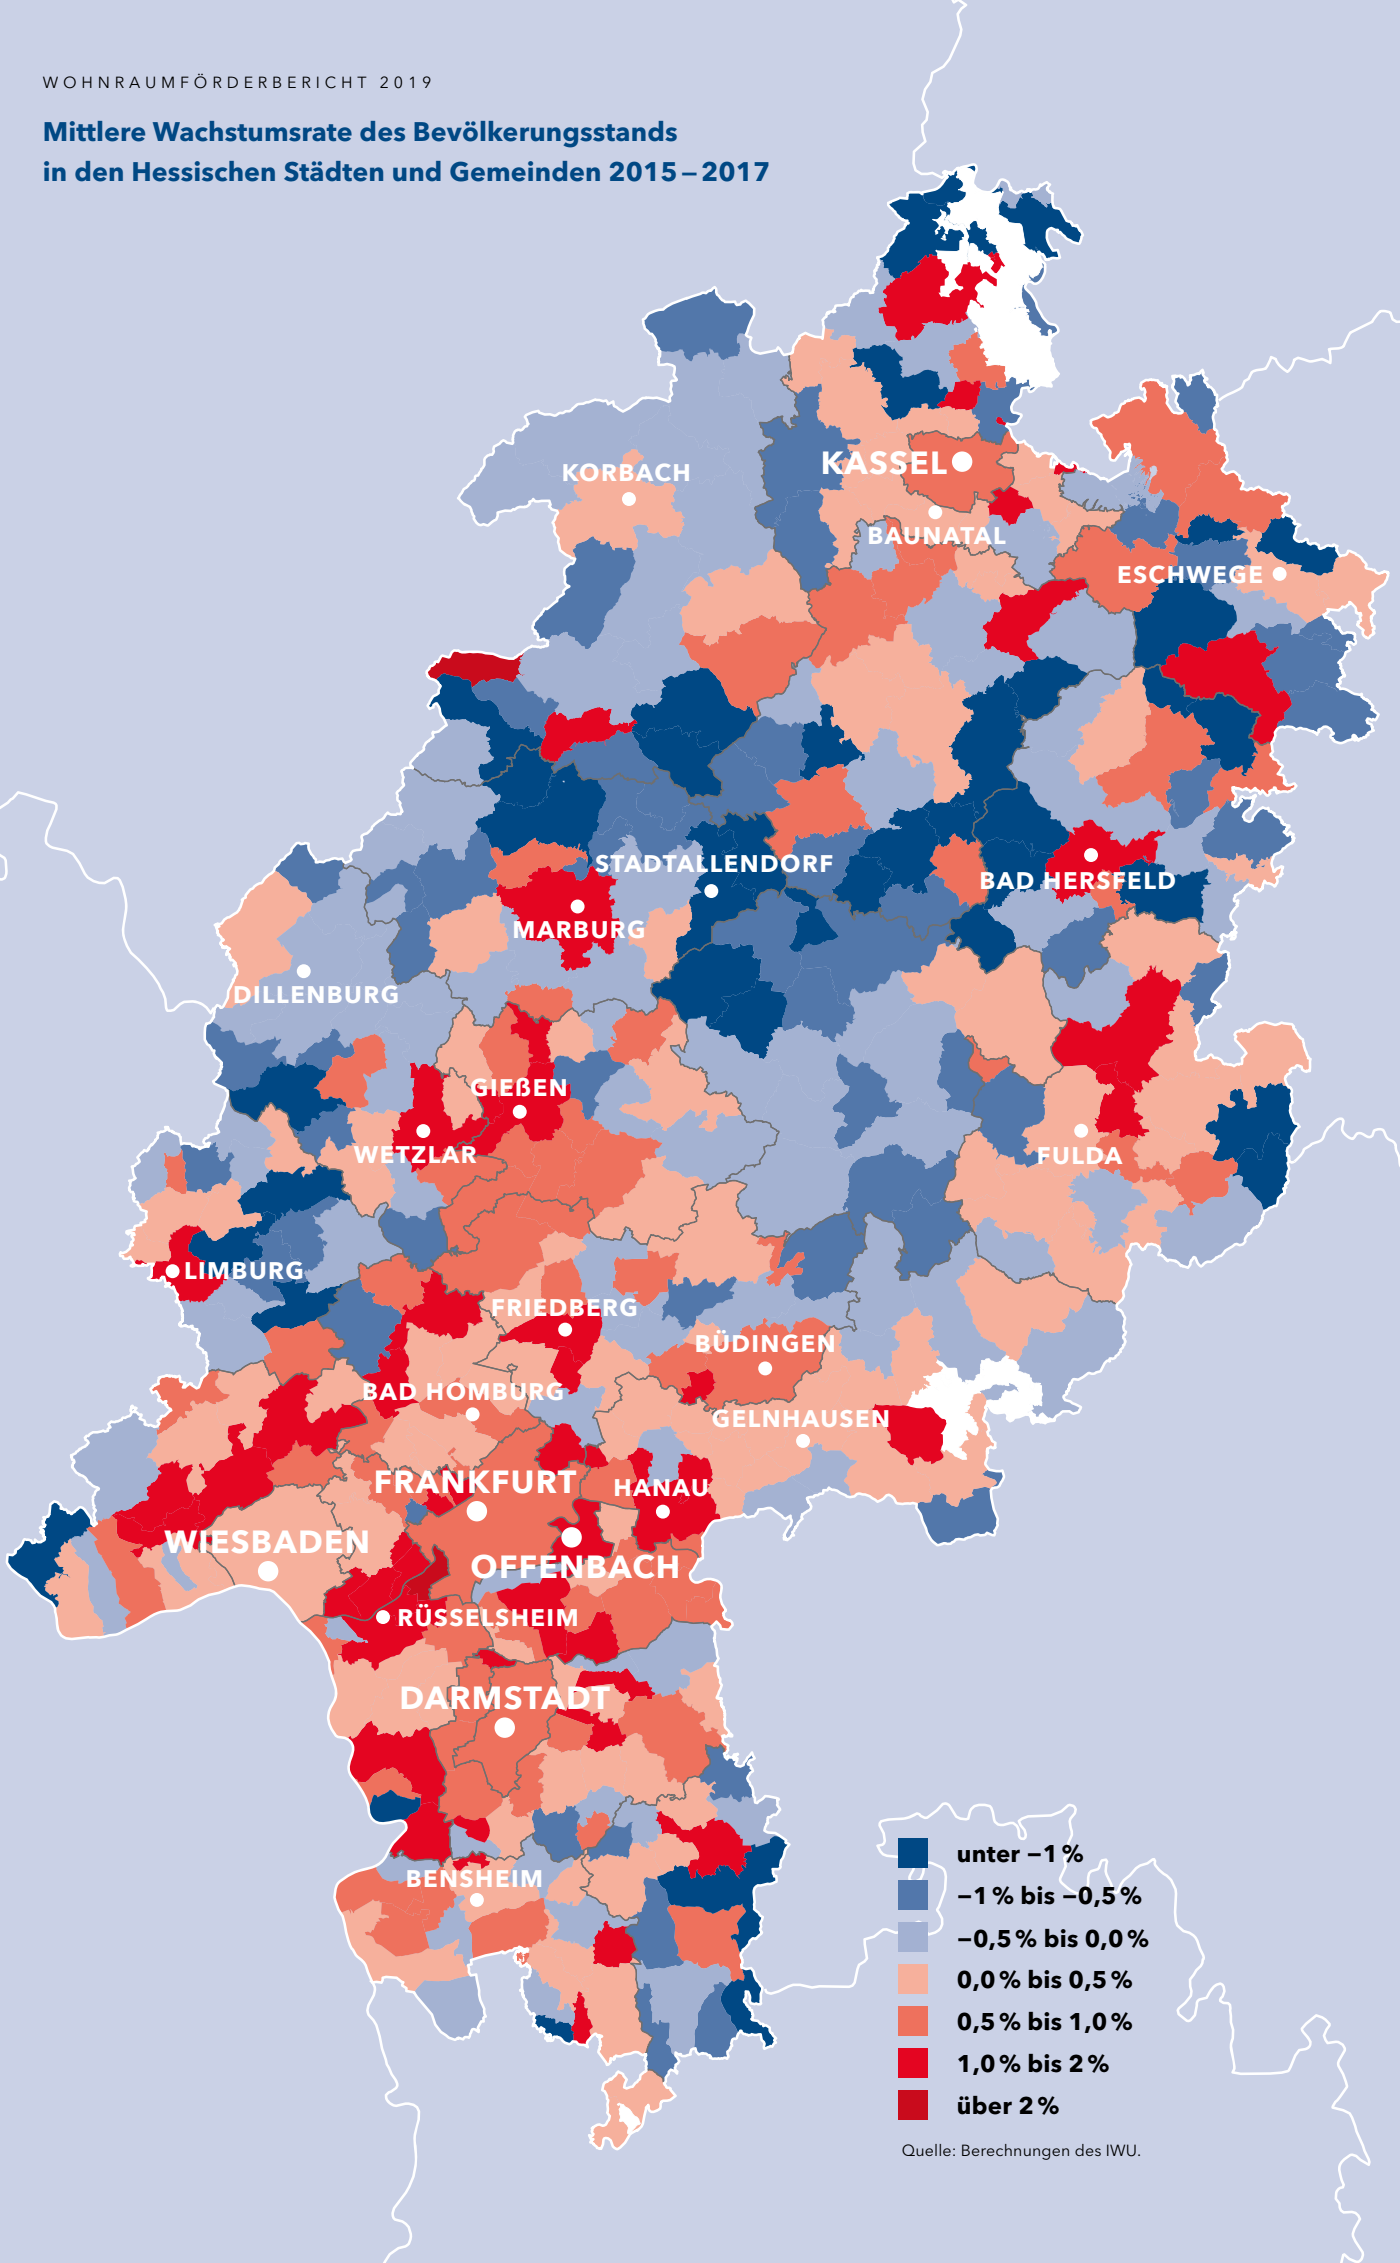 WOHNRAUMFÖRDERBERICHT 2019
Mittlere Wachstumsrate des Bevölkerungsstands
in den Hessischen Städten und Gemeinden 2015 – 2017
KORBACH
KASSEL
BAUNATAL
ESCHWEGE
STADTALLENDORF
BAD HERSFELD
MARBURG
DILLENBURG
GIEßEN
WETZLAR
FULDA
LIMBURG
FRIEDBERG
BÜDINGEN
BAD HOMBURG
GELNHAUSEN
FRANKFURT
HANAU
WIESBADEN
OFFENBACH
RÜSSELSHEIM
DARMSTADT
BENSHEIM
unter –1 %
–1 % bis –0,5 %
–0,5 % bis 0,0 %
0,0 % bis 0,5 %
0,5 % bis 1,0 %
1,0 % bis 2 %
über 2 %
Quelle: Berechnungen des IWU.